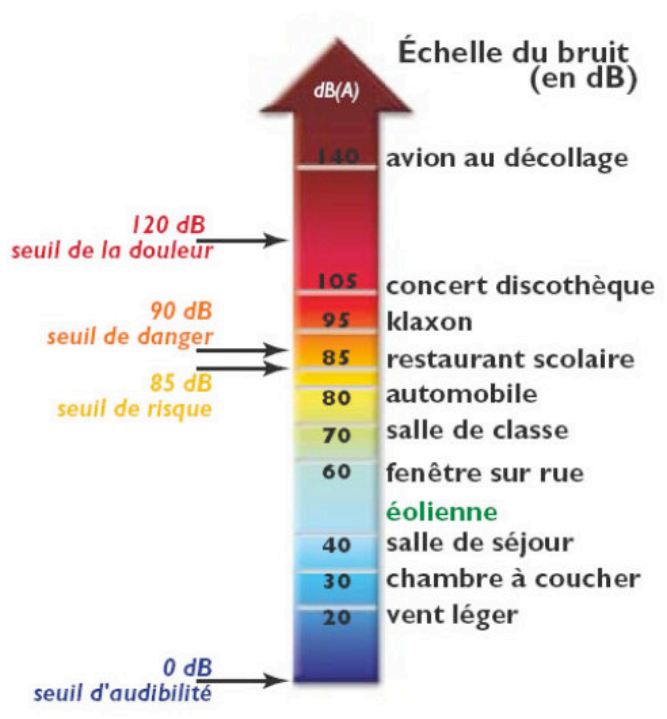 Échelle du bruit
(en dB)
dB(A)
140 avion au décollage
120 dB
seuil de la douleur
105 concert discothèque
90 dB
seuil de danger
95 klaxon
85 restaurant scolaire
85 dB
seuil de risque
80 automobile
70 salle de classe
60 fenêtre sur rue
éolienne
40 salle de séjour
30 chambre à coucher
20 vent léger
0 dB
seuil d'audibilité